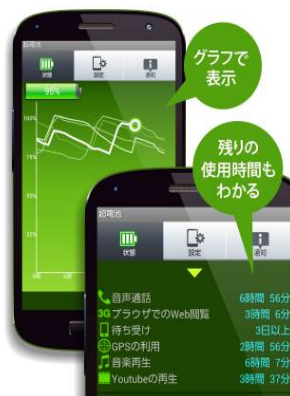 超電池
状態
設定
通知
96%
グラフで
表示
100%
75%
50%
25%
残りの
使用時間も
わかる
超電池
状態
設定
通知
音声通話 6時間 56分
3G ブラウザでのWeb閲覧 3時間 6分
待ち受け 3日以上
GPSの利用 2時間 56分
音楽再生 6時間 7分
Youtubeの再生 3時間 37分